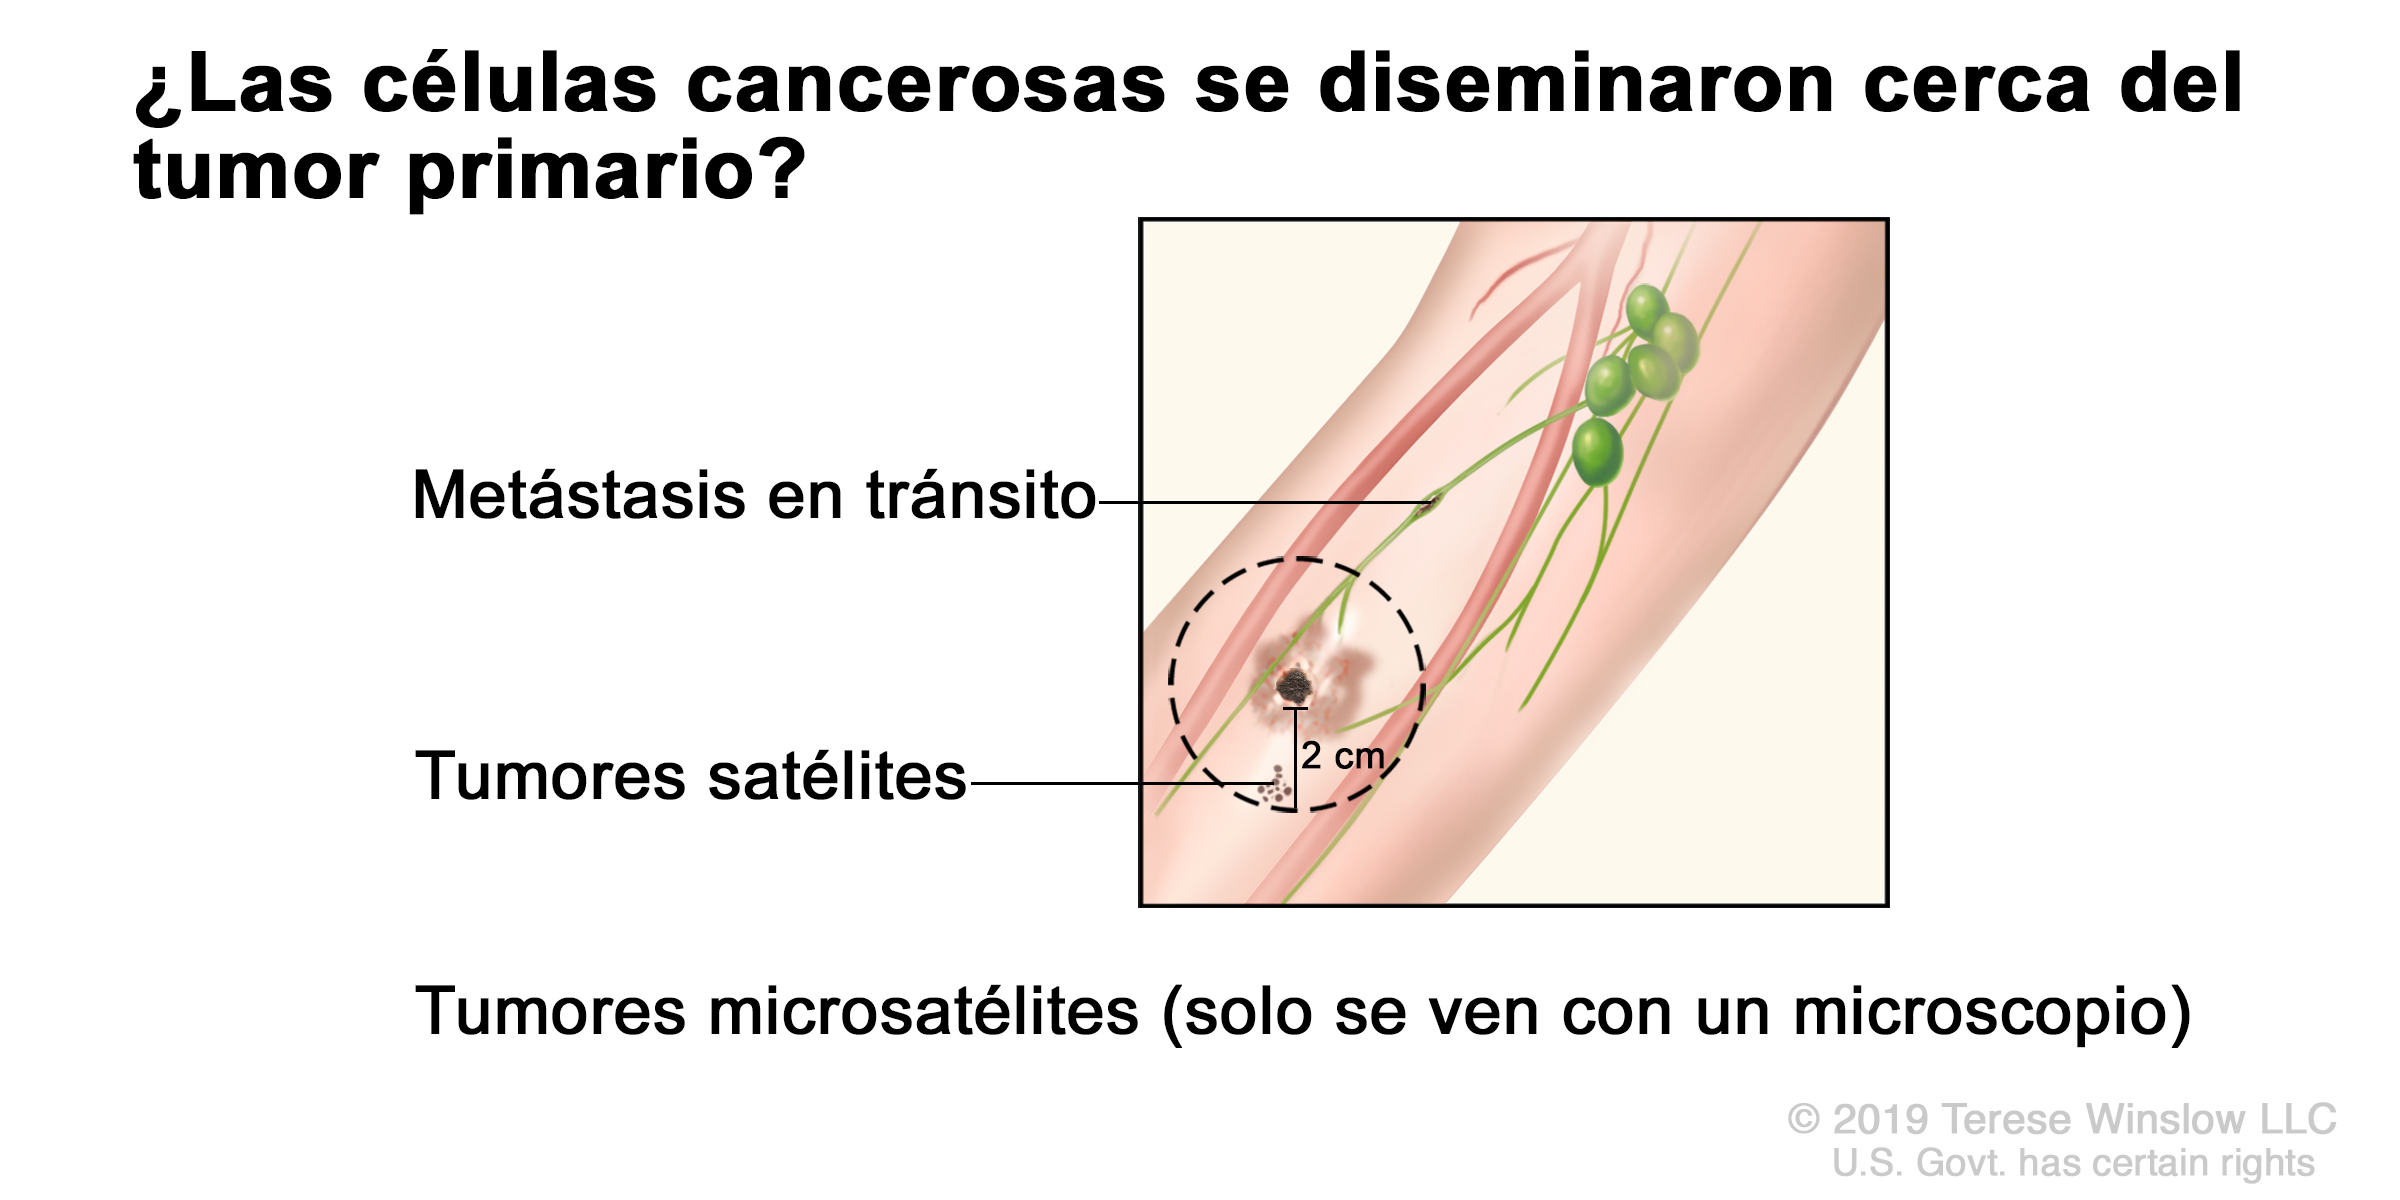 ¿Las células cancerosas se diseminaron cerca del
tumor primario?
Metástasis en tránsito
2 cm
Tumores satélites
Tumores microsatélites (solo se ven con un microscopio)
© 2019 Terese Winslow LLC
U.S. Govt. has certain rights